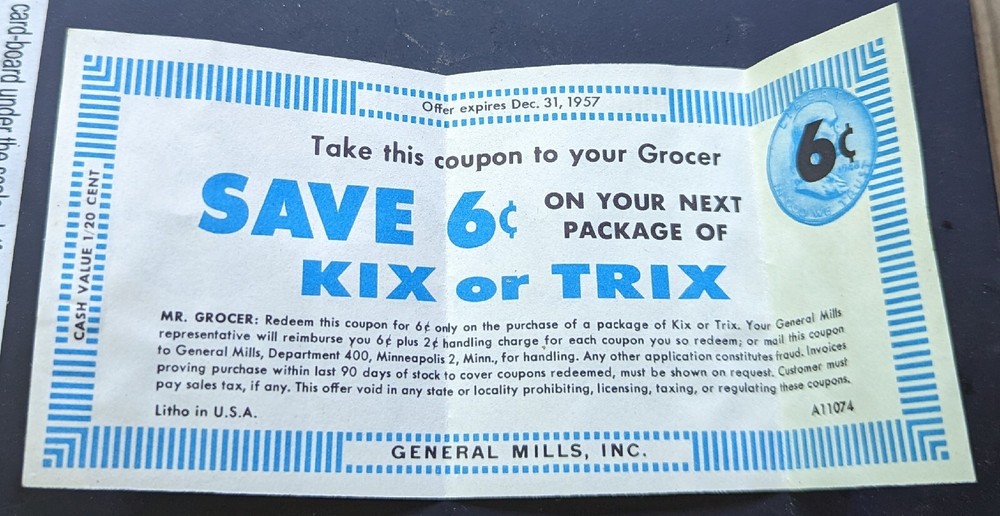 card-board under the
Offer expires Dec. 31, 1957
6¢
Take this coupon to your Grocer
SAVE 6¢ ON YOUR NEXT
PACKAGE OF
KIX or TRIX
CASH VALUE 1/20 CENT
MR. GROCER: Redeem this coupon for 6¢ only on the purchase of a package of Kix or Trix. Your General Mills
representative will reimburse you 6¢ plus 2¢ handling charge for each coupon you so redeem; or mail this coupon
to General Mills, Department 400, Minneapolis 2, Minn., for handling. Any other application constitutes fraud. Invoices
proving purchase within last 90 days of stock to cover coupons redeemed, must be shown on request. Customer must
pay sales tax, if any. This offer void in any state or locality prohibiting, licensing, taxing, or regulating these coupons.
Litho in U.S.A.
A11074
GENERAL MILLS, INC.